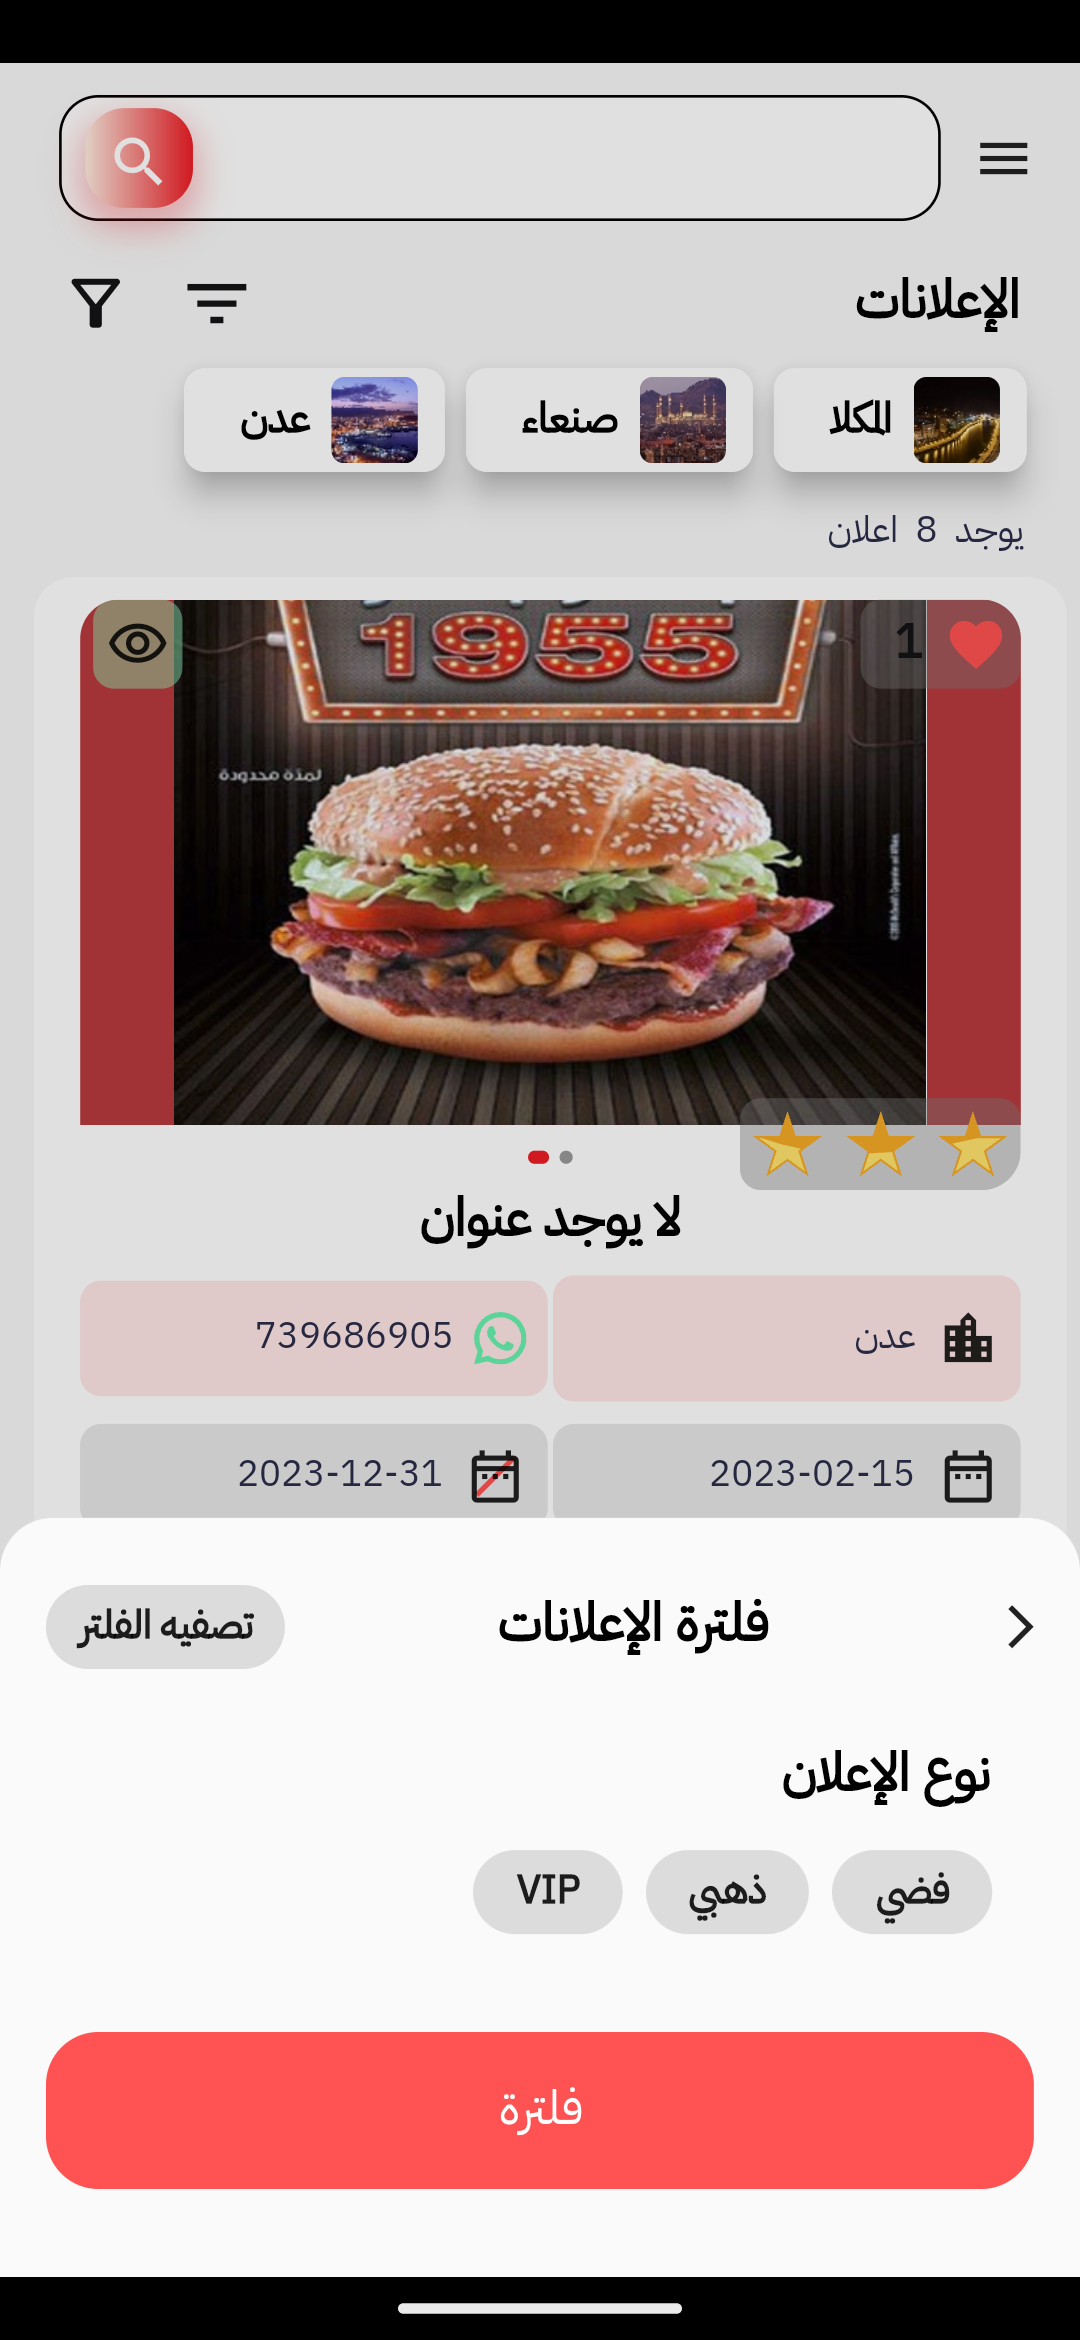 الإعلانات
المكلا
صنعاء
عدن
يوجد 8 اعلان
1
1955
لمدّة محدودة
لا يوجد عنوان
عدن
739686905
2023-02-15
2023-12-31
فلترة الإعلانات
تصفيه الفلتر
نوع الإعلان
فضي
ذهبي
VIP
فلترة